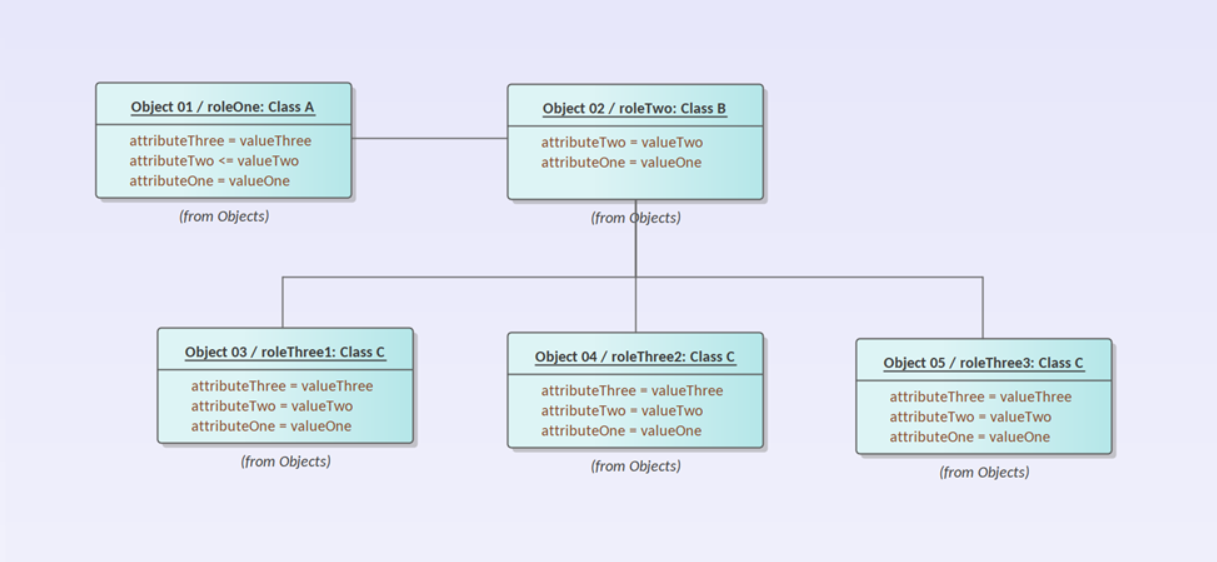 Object 01 / roleOne: Class A
attributeThree = valueThree
attributeTwo <= valueTwo
attributeOne = valueOne
(from Objects)
Object 02 / roleTwo: Class B
attributeTwo = valueTwo
attributeOne = valueOne
(from Objects)
Object 03 / roleThree1: Class C
attributeThree = valueThree
attributeTwo = valueTwo
attributeOne = valueOne
(from Objects)
Object 04 / roleThree2: Class C
attributeThree = valueThree
attributeTwo = valueTwo
attributeOne = valueOne
(from Objects)
Object 05 / roleThree3: Class C
attributeThree = valueThree
attributeTwo = valueTwo
attributeOne = valueOne
(from Objects)